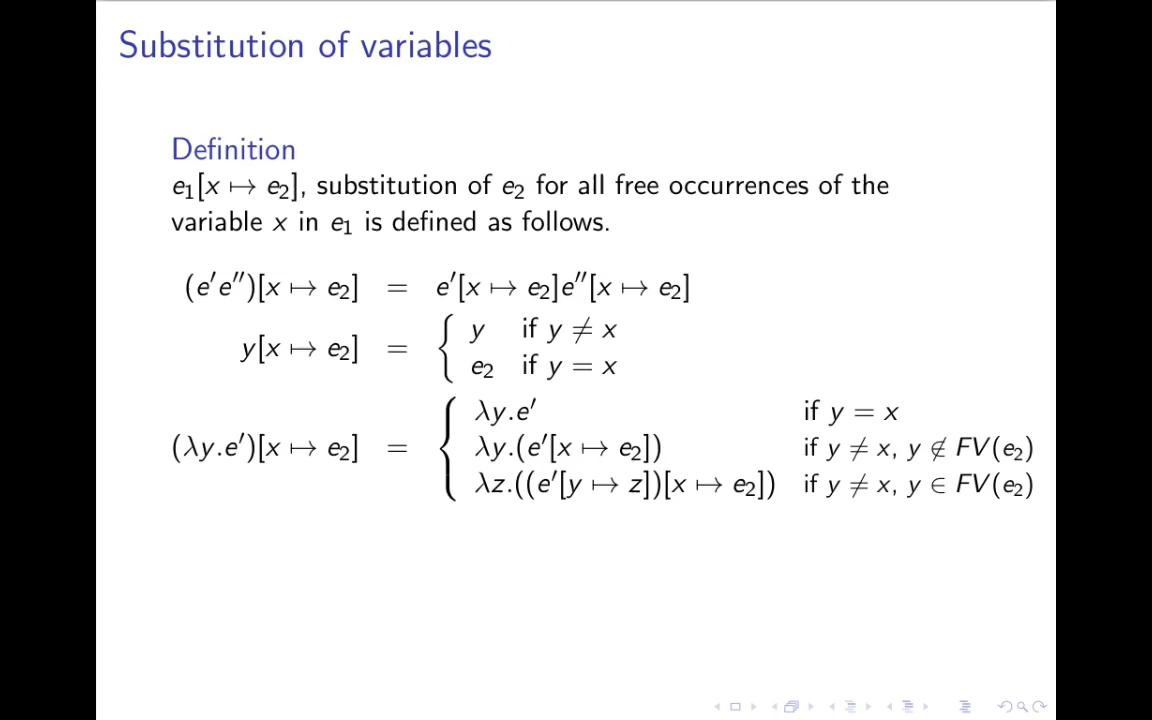 Substitution of variables
Definition
e₁[x ↦ e₂], substitution of e₂ for all free occurrences of the
variable x in e₁ is defined as follows.
(e′e″)[x ↦ e₂] = e′[x ↦ e₂]e″[x ↦ e₂]
y[x ↦ e₂] = { y if y ≠ x
e₂ if y = x
(λy.e′)[x ↦ e₂] = { λy.e′ if y = x
λy.(e′[x ↦ e₂]) if y ≠ x, y ∉ FV(e₂)
λz.((e′[y ↦ z])[x ↦ e₂]) if y ≠ x, y ∈ FV(e₂)